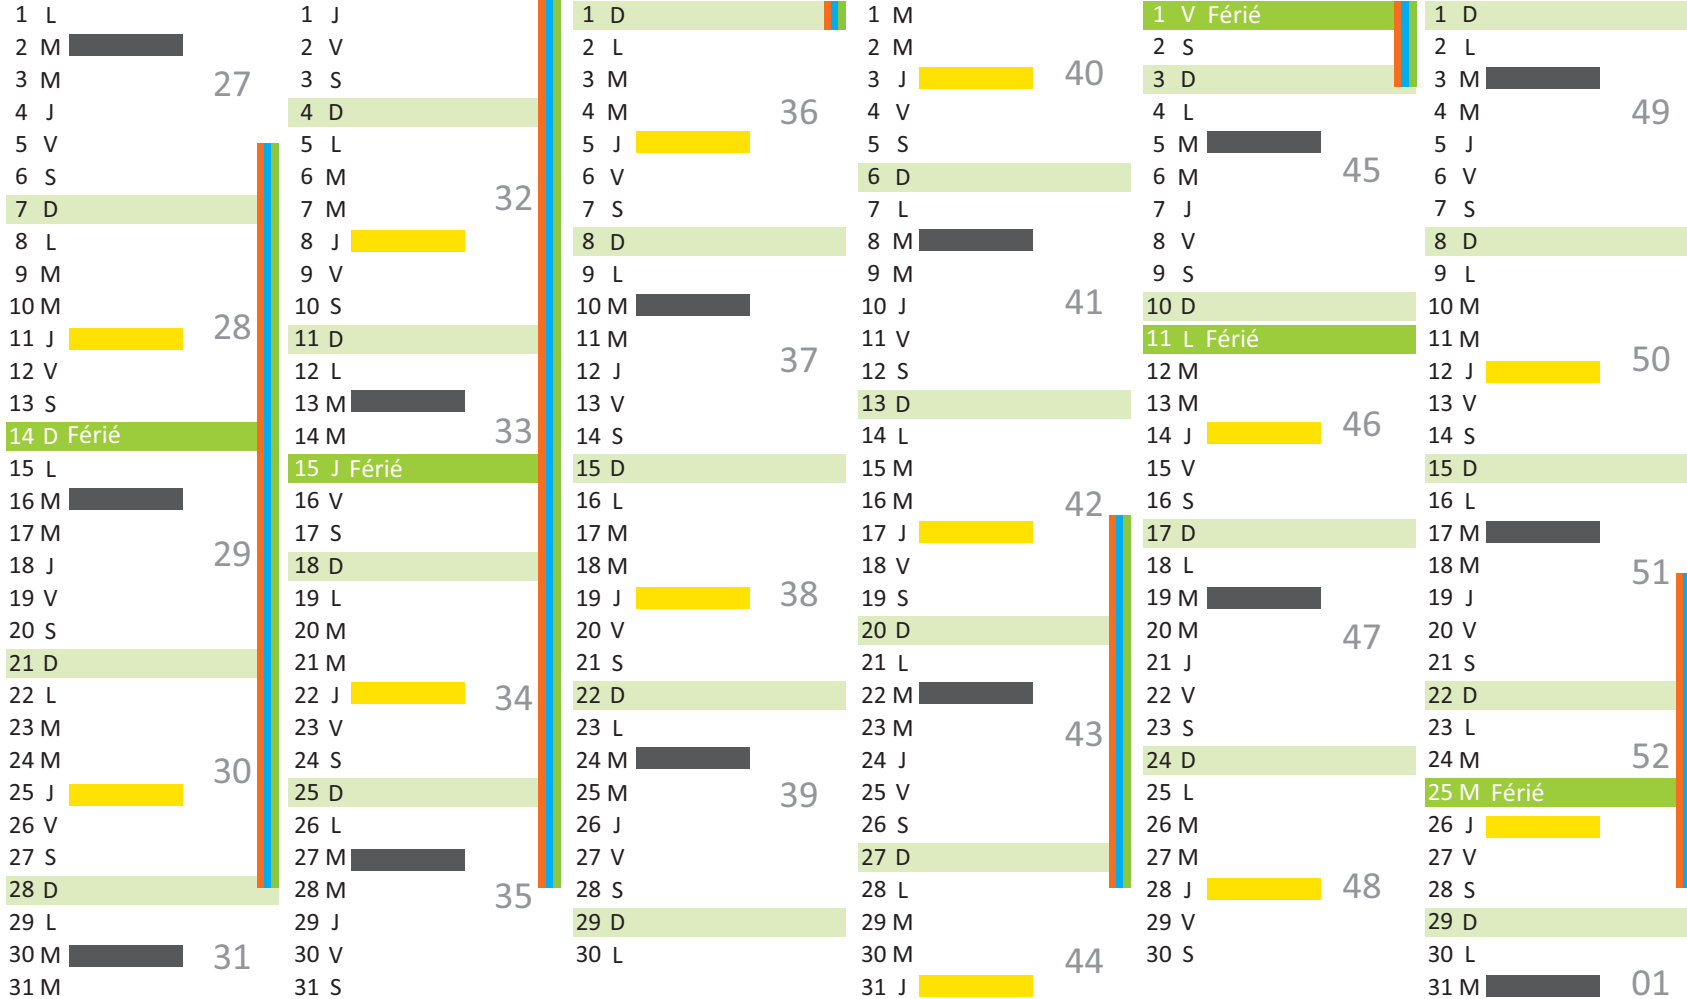 1 L
2 M
3 M
27
4 J
5 V
6 S
7 D
8 L
9 M
10 M
28
11 J
12 V
13 S
14 D Férié
15 L
16 M
17 M
29
18 J
19 V
20 S
21 D
22 L
23 M
24 M
30
25 J
26 V
27 S
28 D
29 L
30 M
31
31 M
1 J
2 V
3 S
4 D
5 L
6 M
32
7 M
8 J
9 V
10 S
11 D
12 L
13 M
14 M
33
15 J Férié
16 V
17 S
18 D
19 L
20 M
21 M
22 J
34
23 V
24 S
25 D
26 L
27 M
28 M
35
29 J
30 V
31 S
1 D
2 L
3 M
4 M
36
5 J
6 V
7 S
8 D
9 L
10 M
11 M
37
12 J
13 V
14 S
15 D
16 L
17 M
18 M
19 J
38
20 V
21 S
22 D
23 L
24 M
25 M
39
26 J
27 V
28 S
29 D
30 L
1 M
2 M
3 J
40
4 V
5 S
6 D
7 L
8 M
9 M
10 J
41
11 V
12 S
13 D
14 L
15 M
16 M
42
17 J
18 V
19 S
20 D
21 L
22 M
23 M
43
24 J
25 V
26 S
27 D
28 L
29 M
30 M
44
31 J
1 V Férié
2 S
3 D
4 L
5 M
6 M
45
7 J
8 V
9 S
10 D
11 L Férié
12 M
13 M
46
14 J
15 V
16 S
17 D
18 L
19 M
20 M
47
21 J
22 V
23 S
24 D
25 L
26 M
27 M
28 J
48
29 V
30 S
1 D
2 L
3 M
4 M
49
5 J
6 V
7 S
8 D
9 L
10 M
11 M
50
12 J
13 V
14 S
15 D
16 L
17 M
18 M
51
19 J
20 V
21 S
22 D
23 L
24 M
52
25 M Férié
26 J
27 V
28 S
29 D
30 L
31 M
01